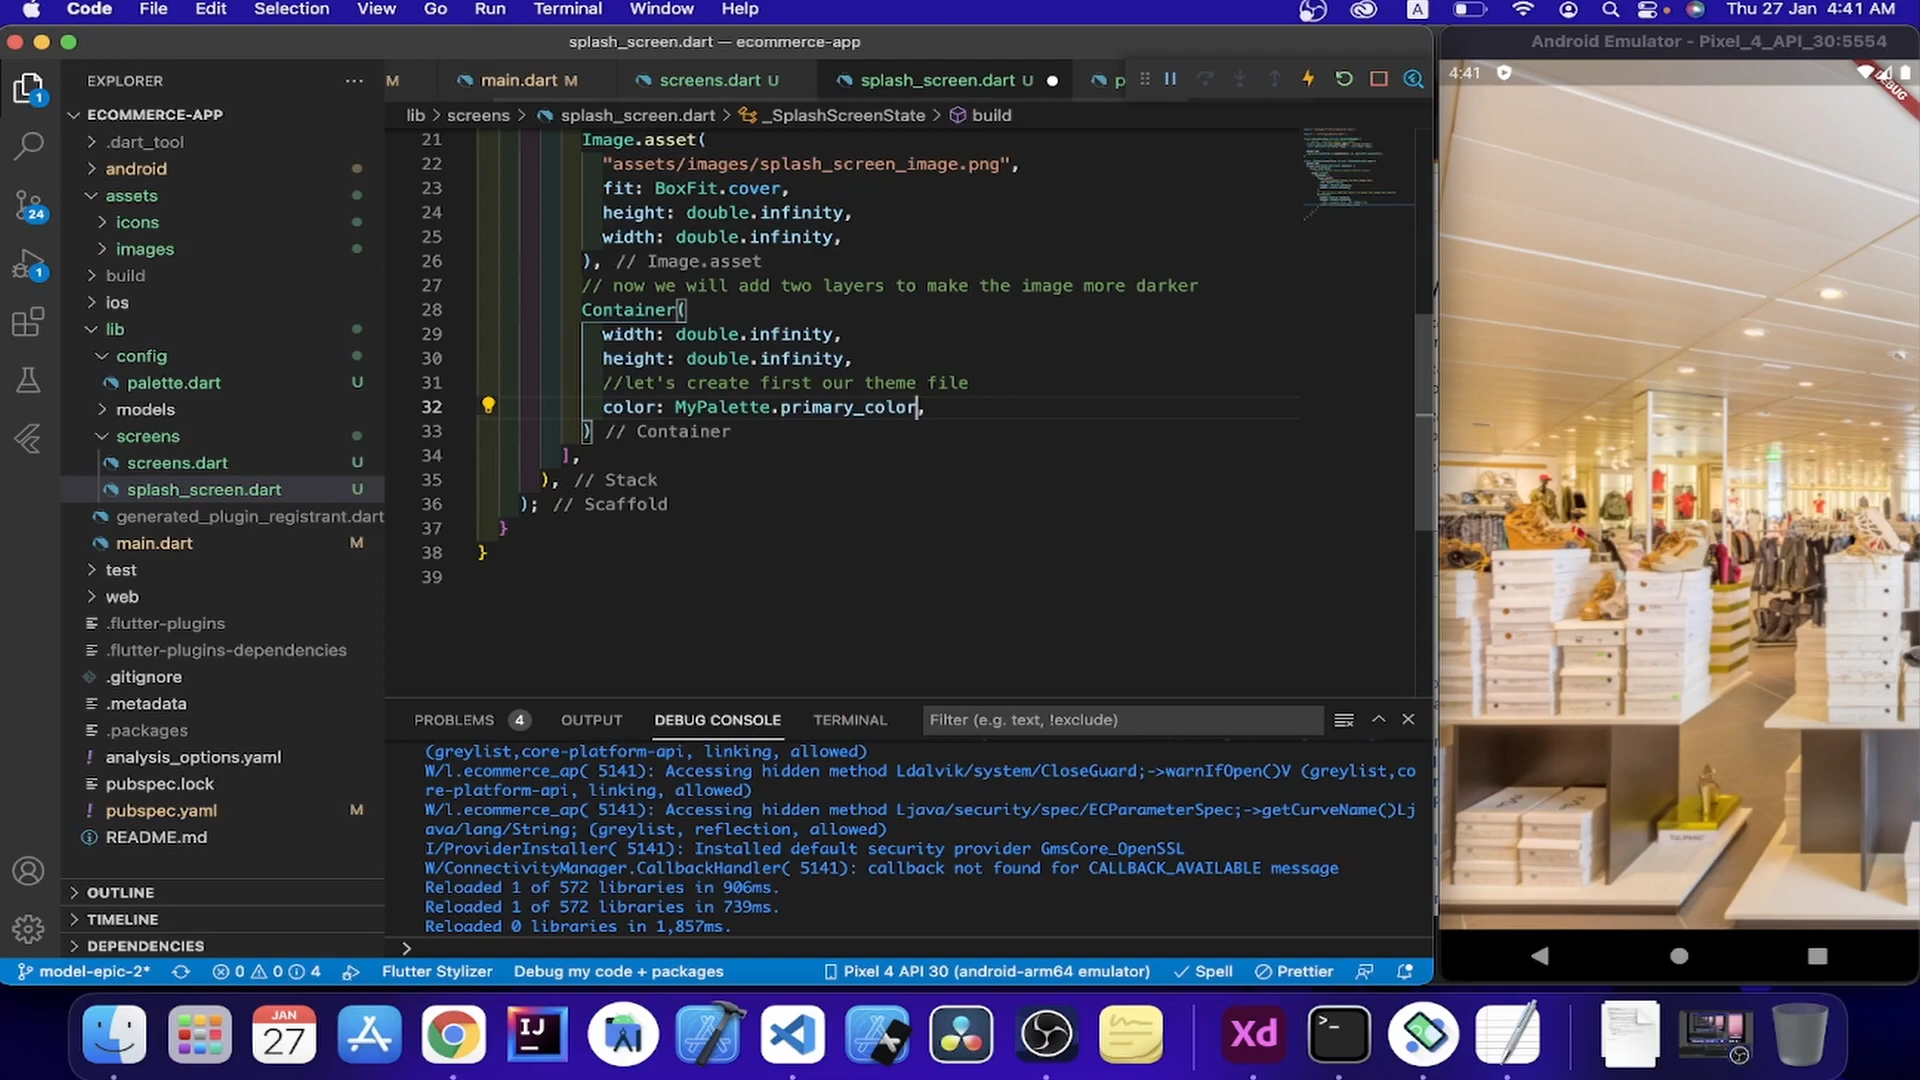 Code File Edit Selection View Go Run Terminal Window Help
A
Thu 27 Jan 4:41 AM
splash_screen.dart — ecommerce-app
Android Emulator - Pixel_4_API_30:5554
EXPLORER ...
M main.dart M screens.dart U splash_screen.dart U p
4:41
DEBUG
ECOMMERCE-APP
lib > screens > splash_screen.dart > _SplashScreenState > build
.dart_tool
android
assets
icons
images
build
ios
lib
config
palette.dart U
models
screens
screens.dart U
splash_screen.dart U
generated_plugin_registrant.dart
main.dart M
test
web
.flutter-plugins
.flutter-plugins-dependencies
.gitignore
.metadata
.packages
! analysis_options.yaml
pubspec.lock
! pubspec.yaml M
README.md
OUTLINE
TIMELINE
DEPENDENCIES
1
24
1
21 Image.asset(
22 "assets/images/splash_screen_image.png",
23 fit: BoxFit.cover,
24 height: double.infinity,
25 width: double.infinity,
26 ), // Image.asset
27 // now we will add two layers to make the image more darker
28 Container(
29 width: double.infinity,
30 height: double.infinity,
31 //let's create first our theme file
32 color: MyPalette.primary_color,
33 ) // Container
34 ],
35 ), // Stack
36 ); // Scaffold
37 }
38 }
39
PROBLEMS 4 OUTPUT DEBUG CONSOLE TERMINAL Filter (e.g. text, !exclude)
(greylist,core-platform-api, linking, allowed)
W/l.ecommerce_ap( 5141): Accessing hidden method Ldalvik/system/CloseGuard;->warnIfOpen()V (greylist,co
re-platform-api, linking, allowed)
W/l.ecommerce_ap( 5141): Accessing hidden method Ljava/security/spec/ECParameterSpec;->getCurveName()Lj
ava/lang/String; (greylist, reflection, allowed)
I/ProviderInstaller( 5141): Installed default security provider GmsCore_OpenSSL
W/ConnectivityManager.CallbackHandler( 5141): callback not found for CALLBACK_AVAILABLE message
Reloaded 1 of 572 libraries in 906ms.
Reloaded 1 of 572 libraries in 739ms.
Reloaded 0 libraries in 1,857ms.
>
model-epic-2* 0 0 4 Flutter Stylizer Debug my code + packages Pixel 4 API 30 (android-arm64 emulator) Spell Prettier
JAN
27
IJ
Xd
>_